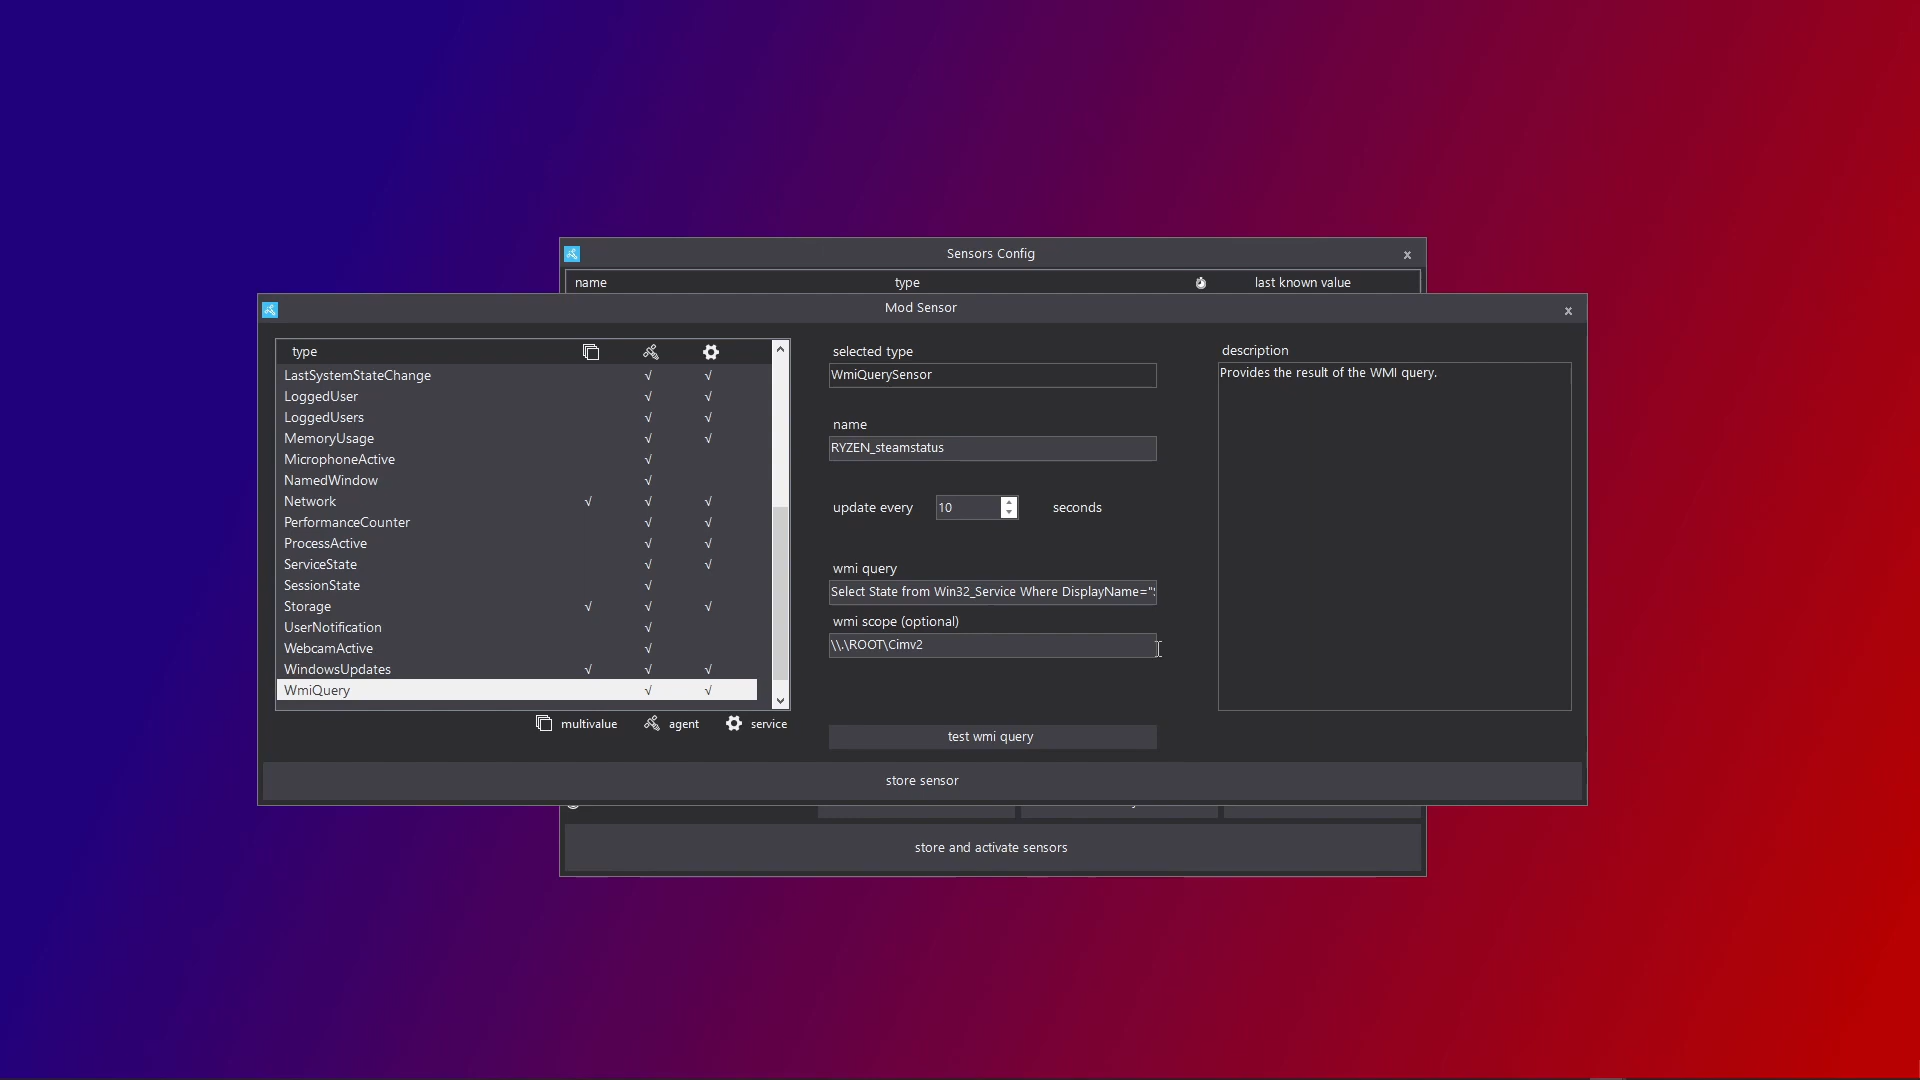 Sensors Config
x
name type last known value
Mod Sensor
x
type
LastSystemStateChange √ √
LoggedUser √ √
LoggedUsers √ √
MemoryUsage √ √
MicrophoneActive √
NamedWindow √
Network √ √ √
PerformanceCounter √ √
ProcessActive √ √
ServiceState √ √
SessionState √
Storage √ √ √
UserNotification √
WebcamActive √
WindowsUpdates √ √ √
WmiQuery √ √
multivalue agent service
selected type
WmiQuerySensor
name
RYZEN_steamstatus
update every 10 seconds
wmi query
Select State from Win32_Service Where DisplayName="
wmi scope (optional)
\\.\ROOT\Cimv2
test wmi query
description
Provides the result of the WMI query.
store sensor
store and activate sensors